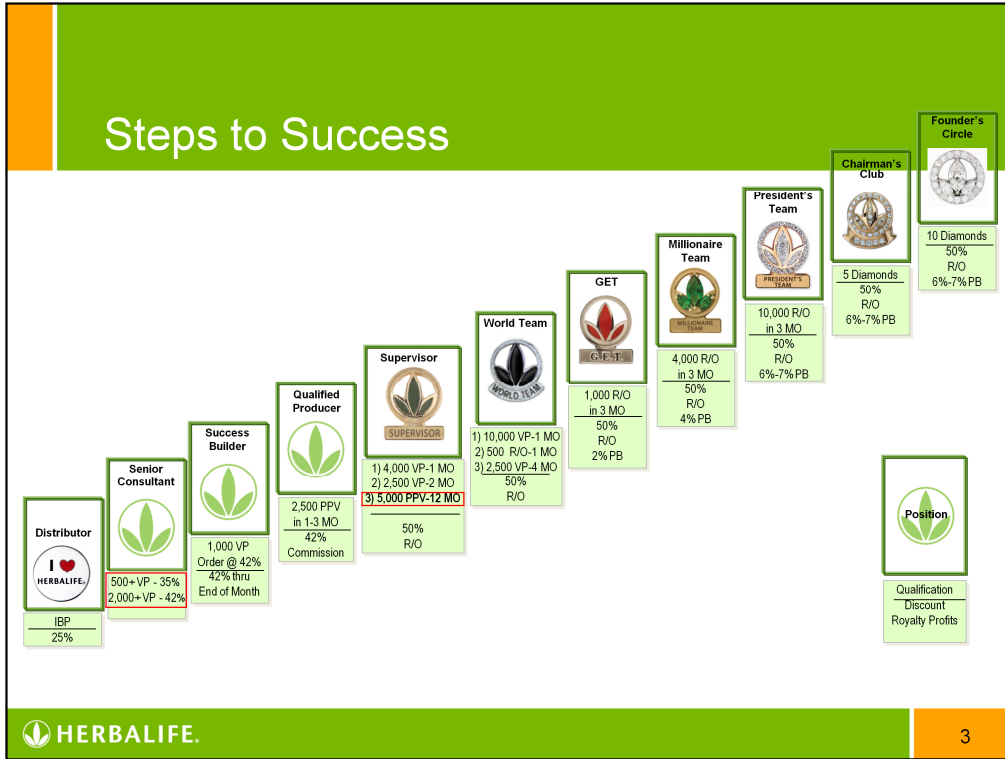 Steps to Success
Distributor
I
HERBALIFE.
IBP
25%
Senior
Consultant
500+VP - 35%
2,000+VP - 42%
Success
Builder
1,000 VP
Order @ 42%
42% thru
End of Month
Qualified
Producer
2,500 PPV
in 1-3 MO
42%
Commission
Supervisor
SUPERVISOR
1) 4,000 VP-1 MO
2) 2,500 VP-2 MO
3) 5,000 PPV-12 MO
50%
R/O
World Team
WORLD TEAM
1) 10,000 VP-1 MO
2) 500 R/O-1 MO
3) 2,500 VP-4 MO
50%
R/O
GET
G.E.T.
1,000 R/O
in 3 MO
50%
R/O
2% PB
Millionaire
Team
MILLIONAIRE
TEAM
4,000 R/O
in 3 MO
50%
R/O
4% PB
President's
Team
PRESIDENT'S
TEAM
10,000 R/O
in 3 MO
50%
R/O
6%-7% PB
Chairman's
Club
5 Diamonds
50%
R/O
6%-7% PB
Founder's
Circle
10 Diamonds
50%
R/O
6%-7% PB
Position
Qualification
Discount
Royalty Profits
HERBALIFE.
3